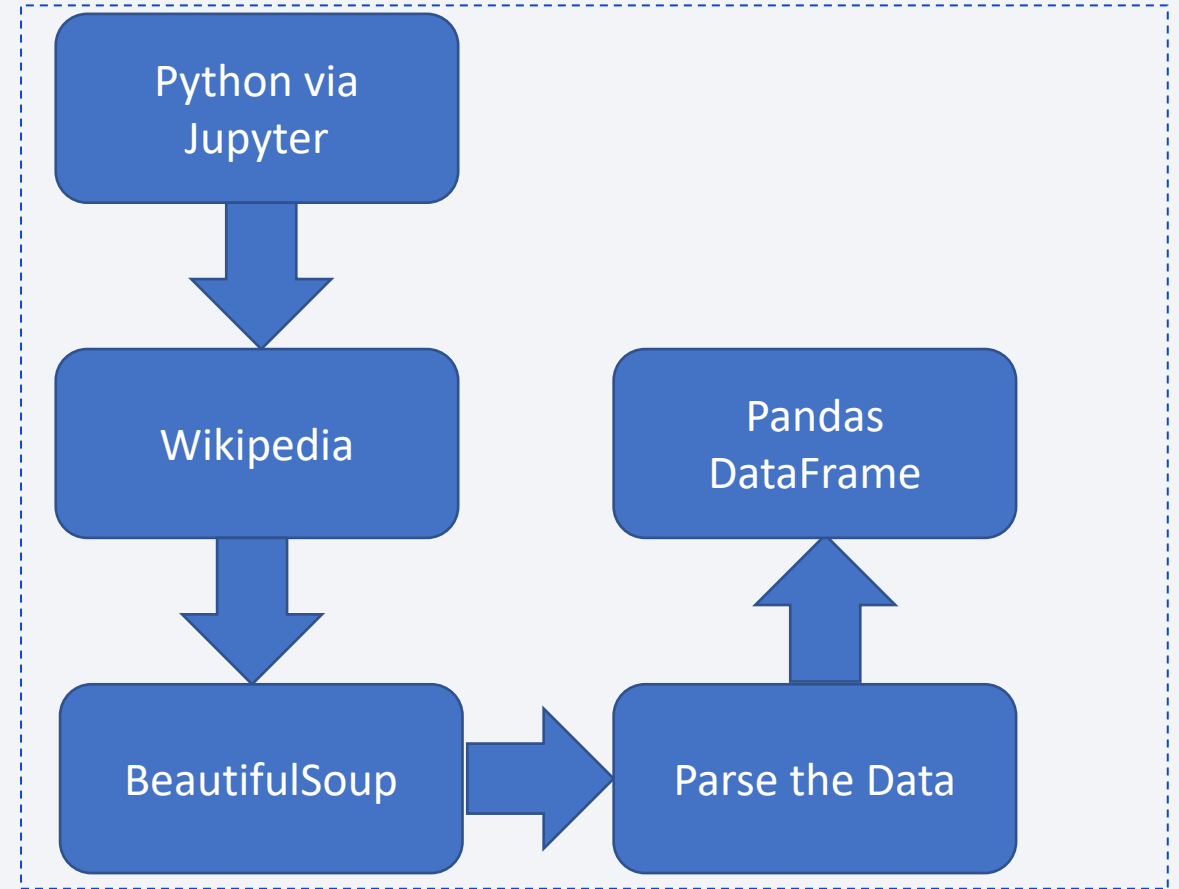 Python via
Jupyter
Wikipedia
BeautifulSoup
Parse the Data
Pandas
DataFrame